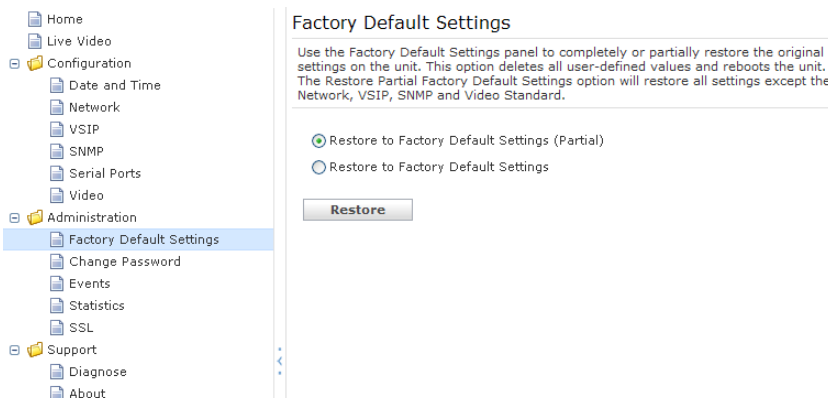 Home
Live Video
Configuration
Date and Time
Network
VSIP
SNMP
Serial Ports
Video
Administration
Factory Default Settings
Change Password
Events
Statistics
SSL
Support
Diagnose
About
Factory Default Settings
Use the Factory Default Settings panel to completely or partially restore the original
settings on the unit. This option deletes all user-defined values and reboots the unit.
The Restore Partial Factory Default Settings option will restore all settings except the
Network, VSIP, SNMP and Video Standard.
Restore to Factory Default Settings (Partial)
Restore to Factory Default Settings
Restore